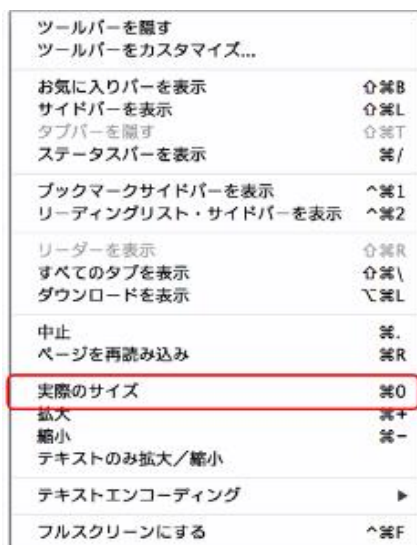 ツールバーを隠す
ツールバーをカスタマイズ...
お気に入りバーを表示 ⇧⌘B
サイドバーを表示 ⇧⌘L
タブバーを隠す ⇧⌘T
ステータスバーを表示 ⌘/
ブックマークサイドバーを表示 ^⌘1
リーディングリスト・サイドバーを表示 ^⌘2
リーダーを表示 ⇧⌘R
すべてのタブを表示 ⇧⌘\
ダウンロードを表示 ⌥⌘L
中止 ⌘.
ページを再読み込み ⌘R
実際のサイズ ⌘0
拡大 ⌘+
縮小 ⌘-
テキストのみ拡大/縮小
テキストエンコーディング ▶
フルスクリーンにする ^⌘F